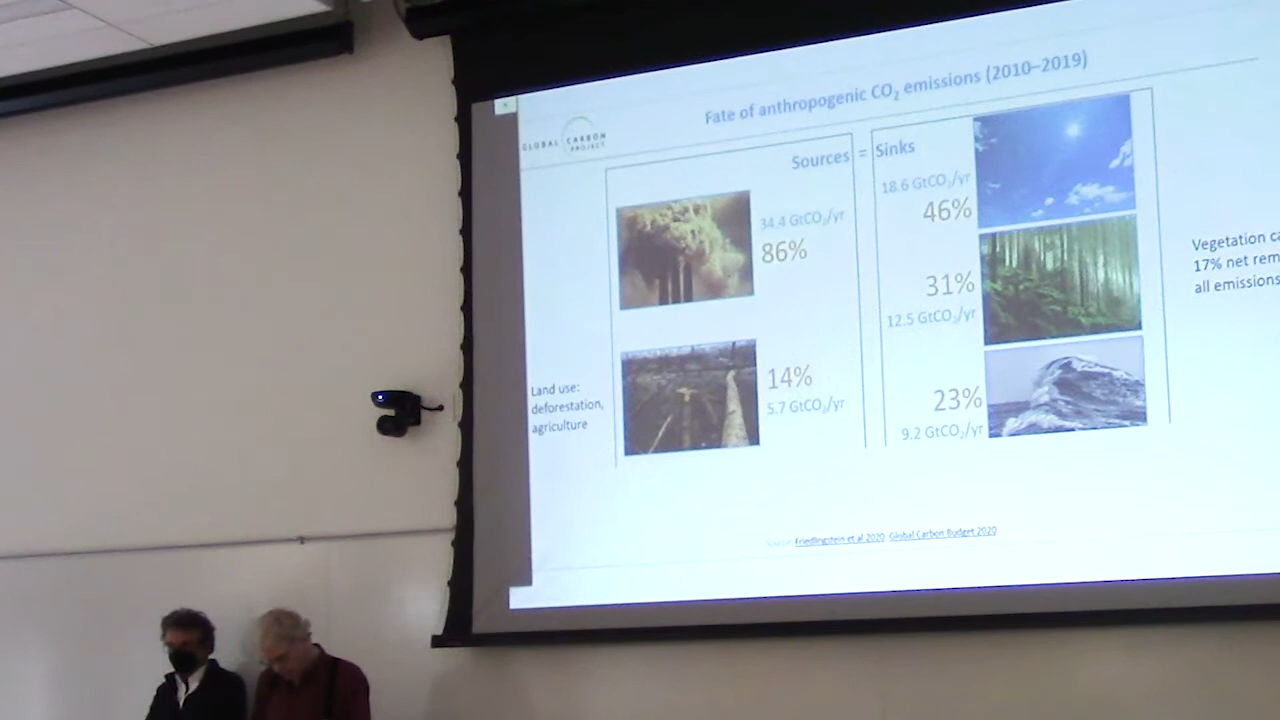 Fate of anthropogenic CO₂ emissions (2010–2019)
GLOBAL CARBON
PROJECT
Sources = Sinks
34.4 GtCO₂/yr
86%
14%
5.7 GtCO₂/yr
Land use:
deforestation,
agriculture
18.6 GtCO₂/yr
46%
31%
12.5 GtCO₂/yr
23%
9.2 GtCO₂/yr
Vegetation
17% net
all emissions
Friedlingstein et al 2020 Global Carbon Budget 2020